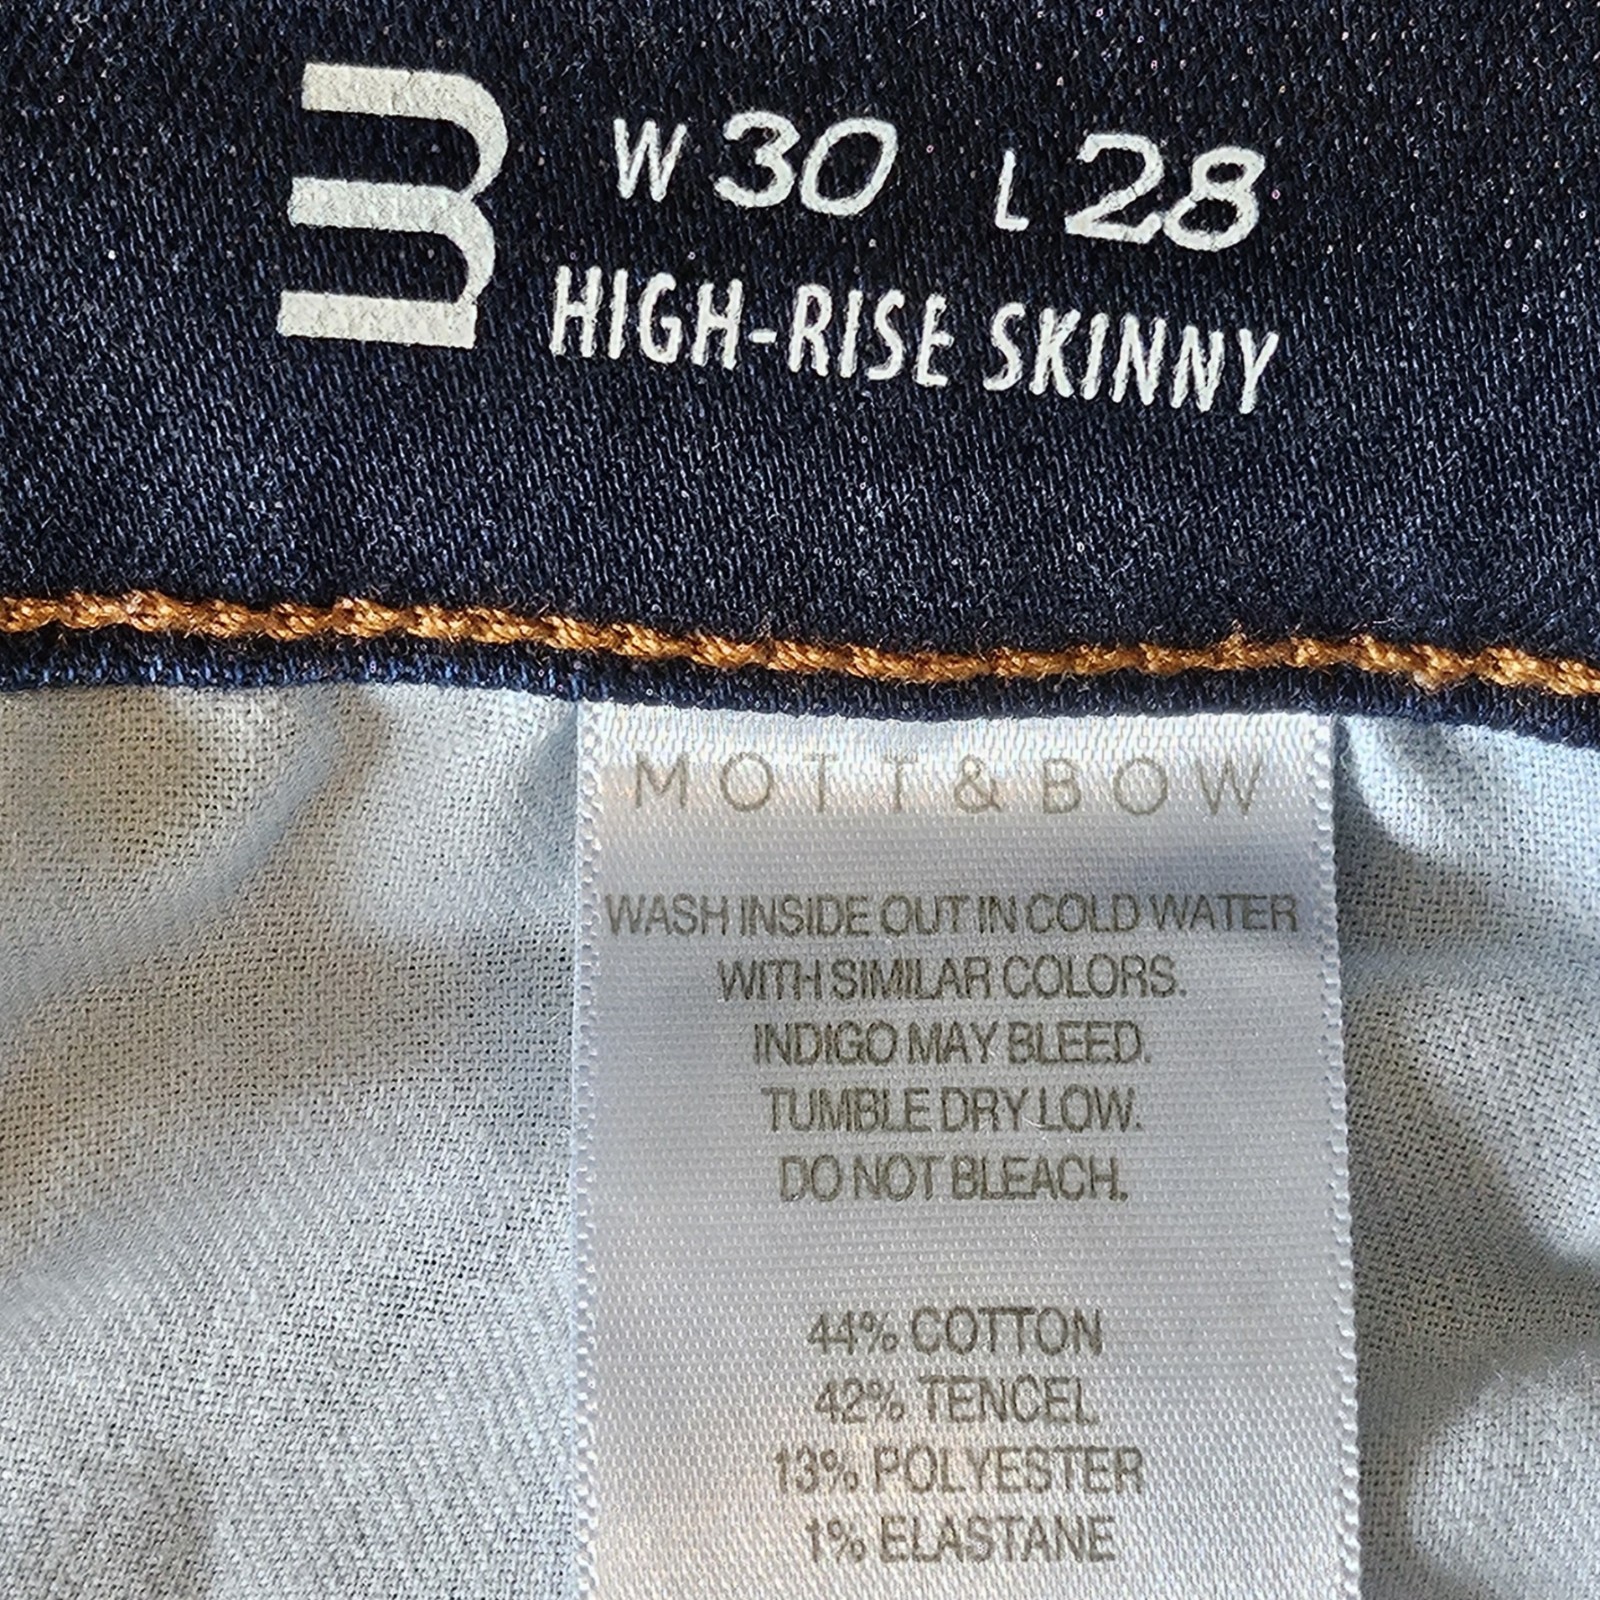 W 30 L 28
HIGH-RISE SKINNY
MOTT & BOW
WASH INSIDE OUT IN COLD WATER
WITH SIMILAR COLORS.
INDIGO MAY BLEED.
TUMBLE DRY LOW.
DO NOT BLEACH.
44% COTTON
42% TENCEL
13% POLYESTER
1% ELASTANE